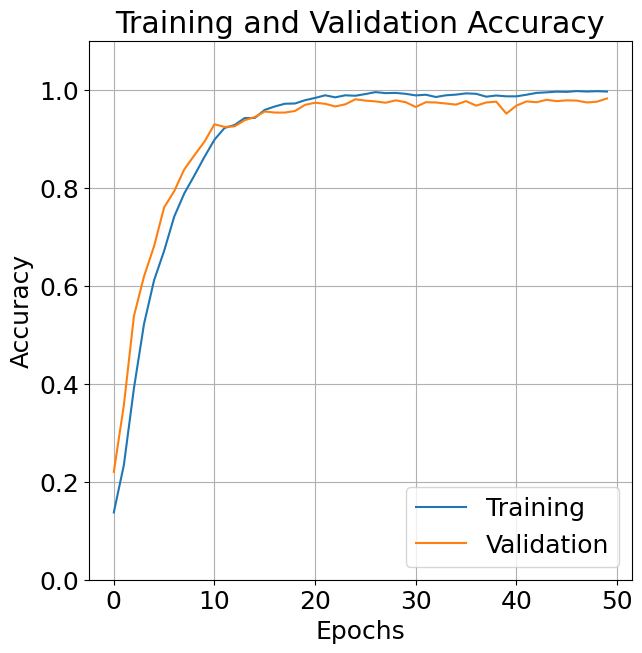 Training and Validation Accuracy
1.0
0.8
0.6
0.4
0.2
0.0
Accuracy
Training
Validation
0 10 20 30 40 50
Epochs